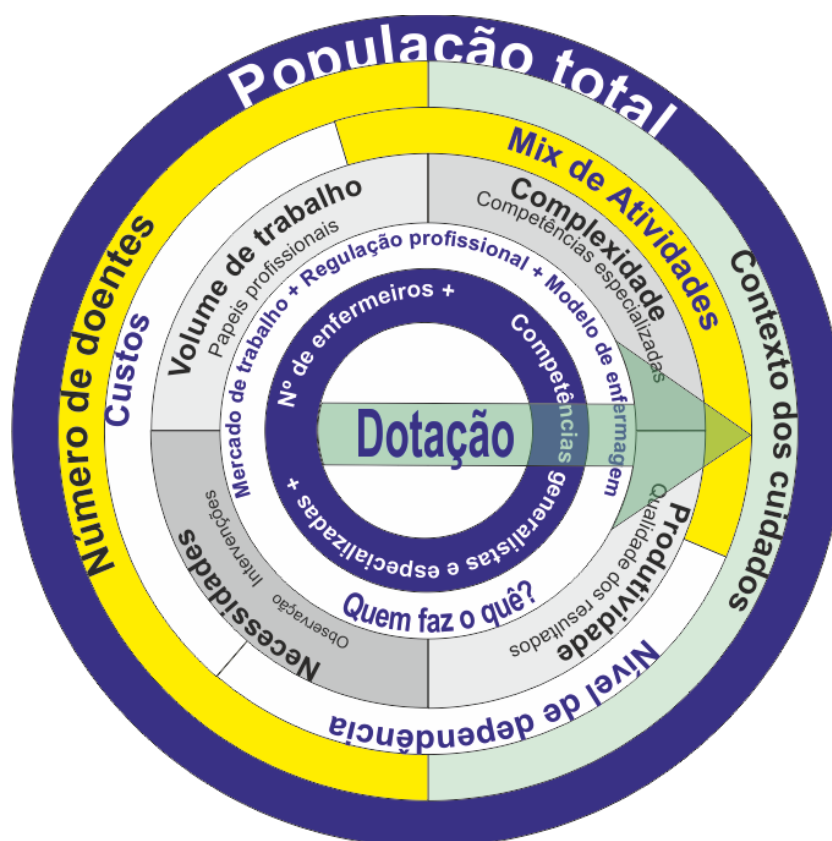 População total
Número de doentes
Contexto dos cuidados
Mix de Atividades
Custos
Nível de dependência
Volume de trabalho
Papeis profissionais
Complexidade
Competências especializadas
Necessidades
Observação Intervenções
Produtividade
Qualidade dos resultados
Mercado de trabalho + Regulação profissional + Modelo de enfermagem
Quem faz o quê?
Nº de enfermeiros + Competências generalistas e especializadas +
Dotação